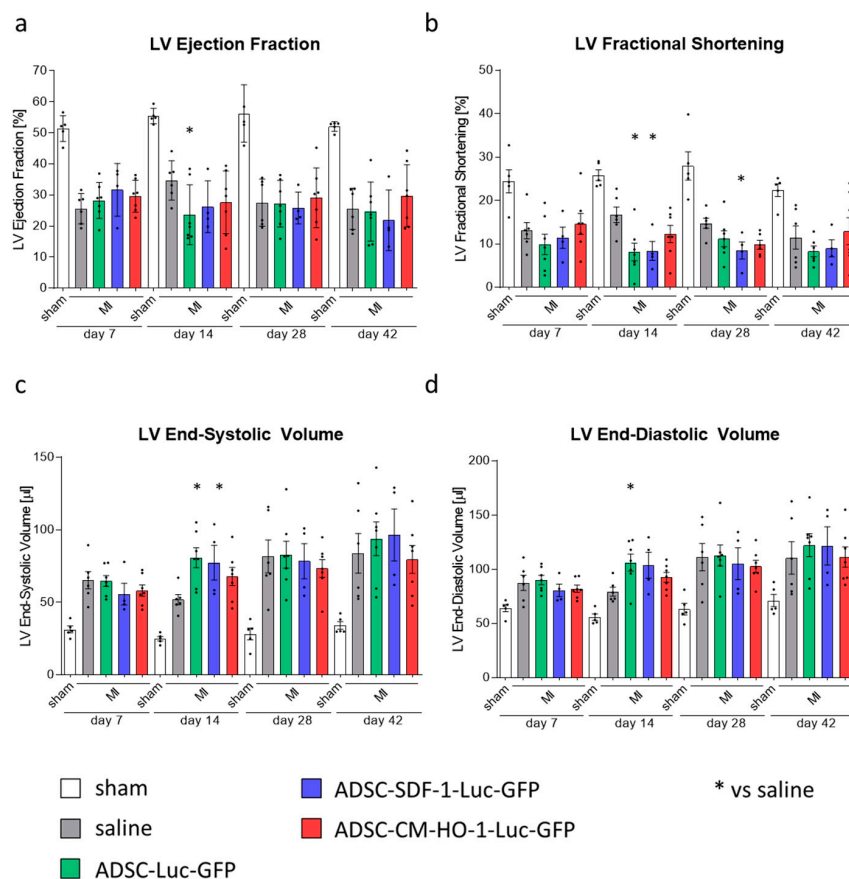 a
LV Ejection Fraction
LV Ejection Fraction [%]
70
60
50
40
30
20
10
0
*
sham
MI
sham
MI
sham
MI
sham
MI
day 7
day 14
day 28
day 42
b
LV Fractional Shortening
LV Fractional Shortening [%]
50
40
30
20
10
0
* *
*
sham
MI
sham
MI
sham
MI
sham
MI
day 7
day 14
day 28
day 42
c
LV End-Systolic Volume
LV End-Systolic Volume [µl]
150
100
50
0
* *
sham
MI
sham
MI
sham
MI
sham
MI
day 7
day 14
day 28
day 42
d
LV End-Diastolic Volume
LV End-Diastolic Volume [µl]
200
150
100
50
0
*
sham
MI
sham
MI
sham
MI
sham
MI
day 7
day 14
day 28
day 42
sham
saline
ADSC-Luc-GFP
ADSC-SDF-1-Luc-GFP
ADSC-CM-HO-1-Luc-GFP
* vs saline